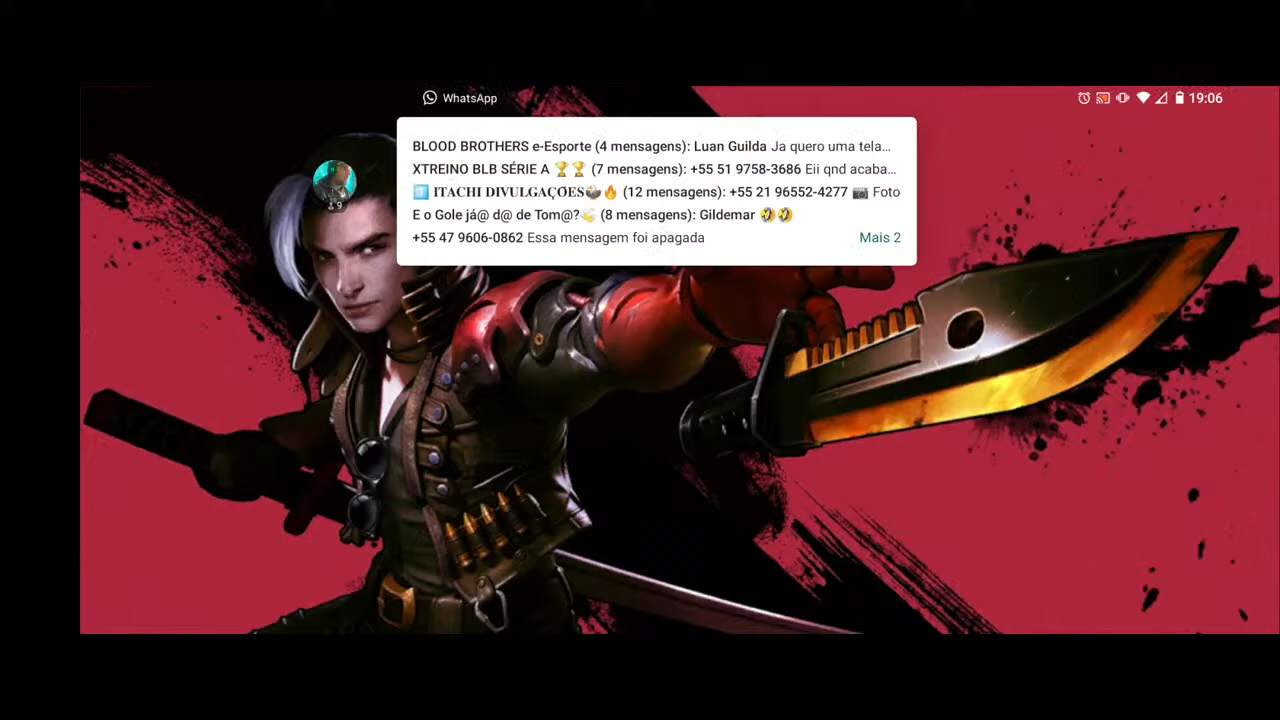 WhatsApp
19:06
BLOOD BROTHERS e-Esporte (4 mensagens): Luan Guilda Ja quero uma tela…
XTREINO BLB SÉRIE A 🏆🏆 (7 mensagens): +55 51 9758-3686 Eii qnd acaba…
ITACHI DIVULGAÇÕES🔥 (12 mensagens): +55 21 96552-4277 📷 Foto
E o Gole já@ d@ de Tom@? (8 mensagens): Gildemar 🤣🤣
+55 47 9606-0862 Essa mensagem foi apagada
Mais 2
9